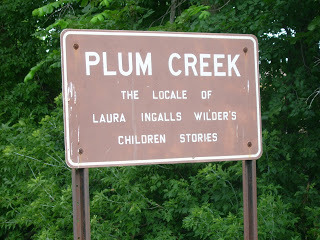 PLUM CREEK
THE LOCALE OF
LAURA INGALLS WILDER'S
CHILDREN STORIES